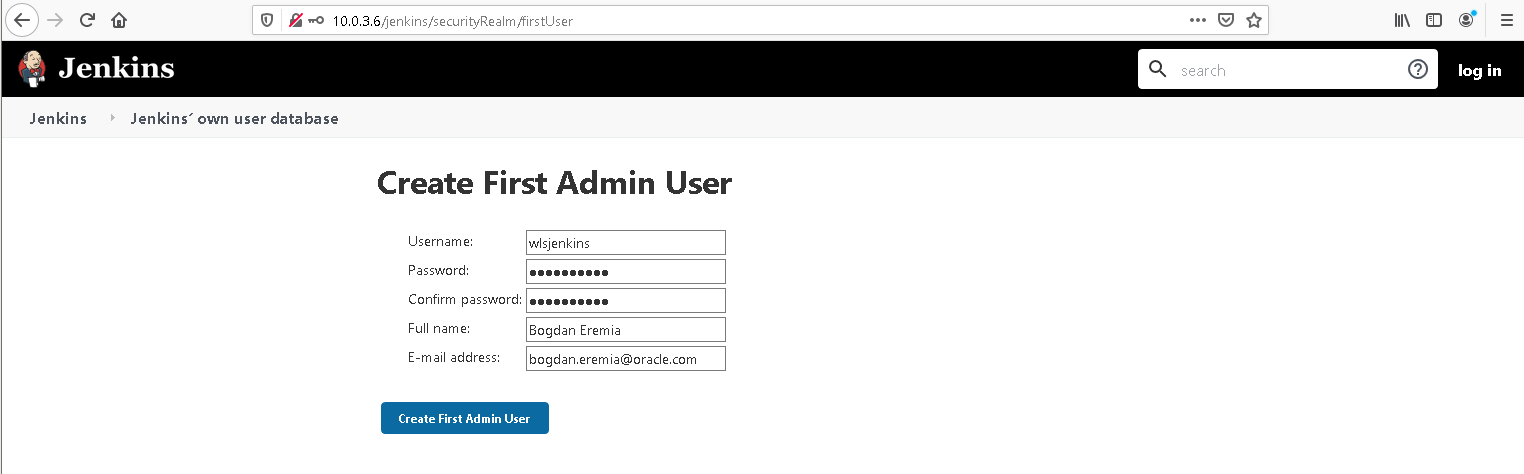 10.0.3.6/jenkins/securityRealm/firstUser
Jenkins
search
log in
Jenkins
Jenkins´ own user database
Create First Admin User
Username: wlsjenkins
Password: ••••••••••
Confirm password: ••••••••••
Full name: Bogdan Eremia
E-mail address: bogdan.eremia@oracle.com
Create First Admin User